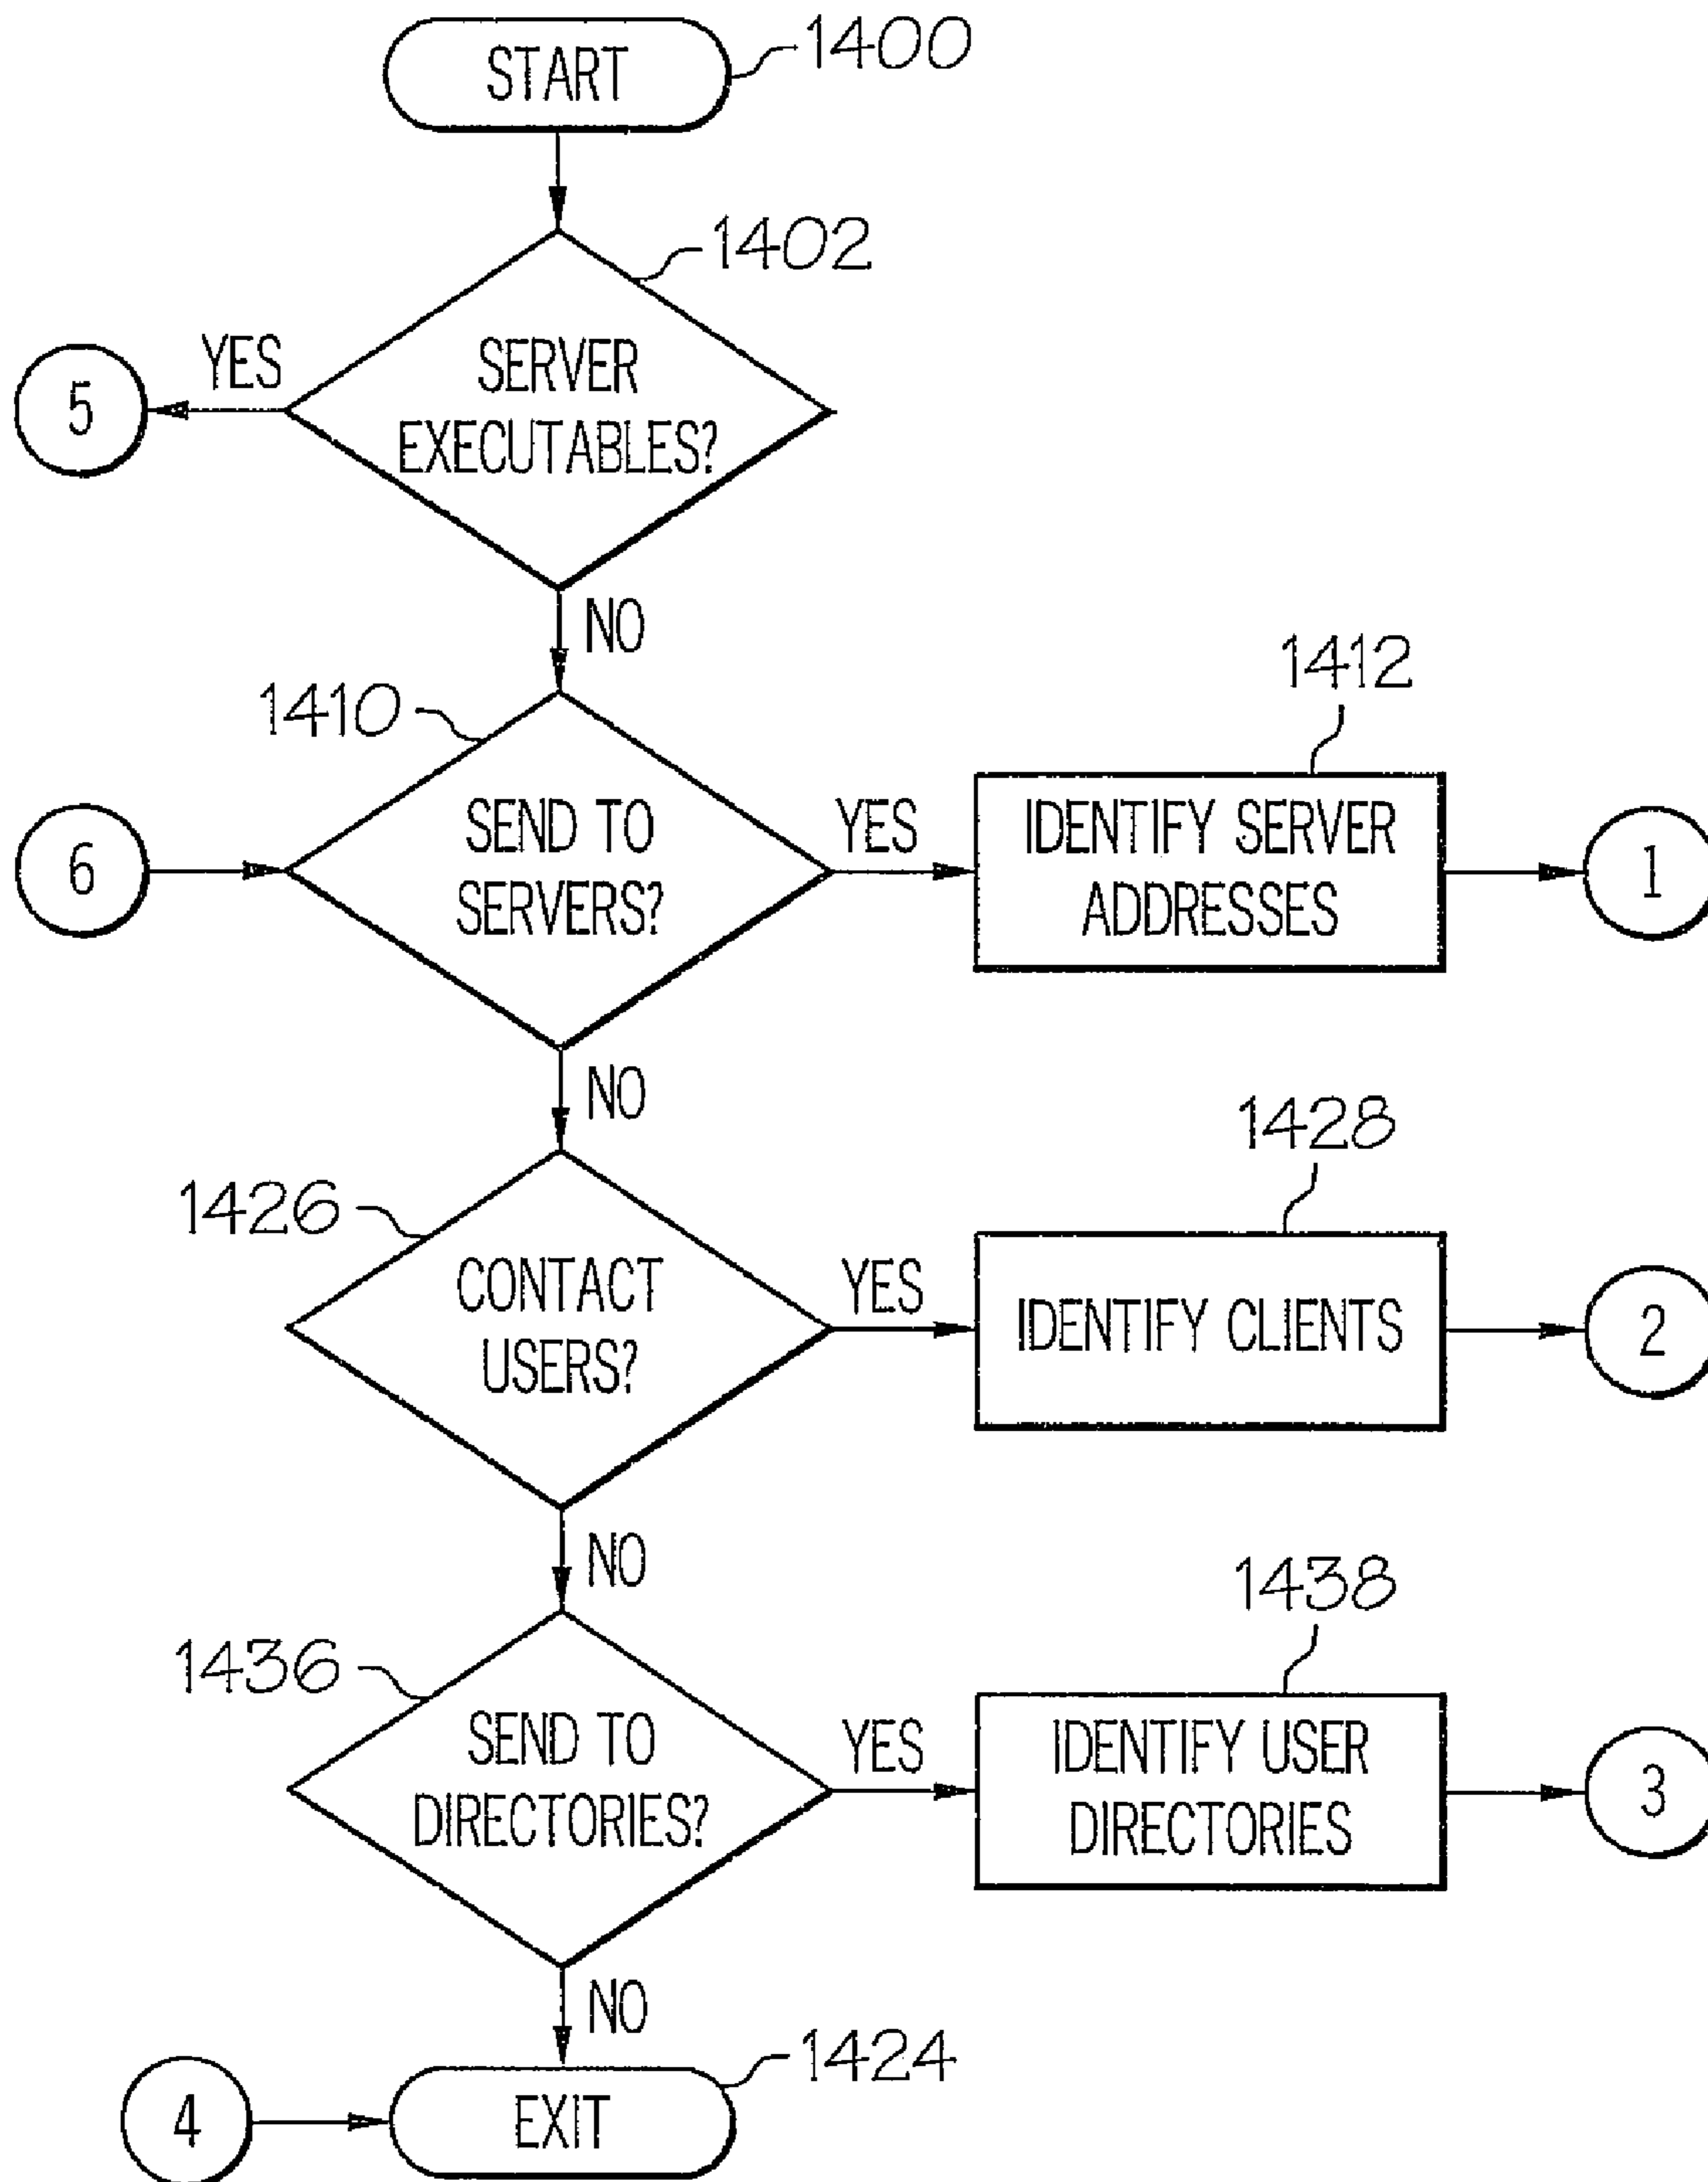 START
1400
1402
YES
SERVER
EXECUTABLES?
5
NO
1410
1412
6
SEND TO
SERVERS?
YES
IDENTIFY SERVER
ADDRESSES
1
NO
1426
1428
CONTACT
USERS?
YES
IDENTIFY CLIENTS
2
NO
1436
1438
SEND TO
DIRECTORIES?
YES
IDENTIFY USER
DIRECTORIES
3
NO
1424
4
EXIT